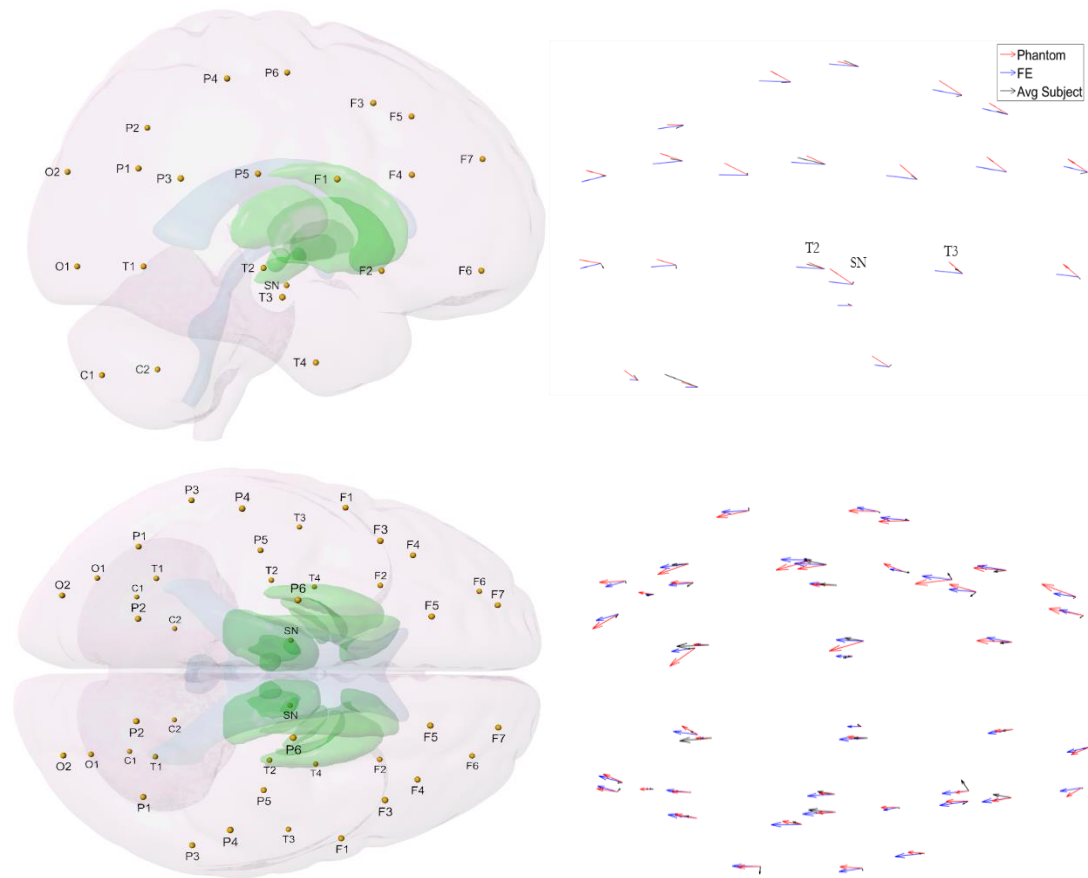 P4
P6
F3
F5
P2
P1
P3
O2
P5
F1
F4
F7
O1
T1
T2
F2
F6
SN
T3
C1
C2
T4
Phantom
FE
Avg Subject
T2
SN
T3
P3
P4
F1
T3
F3
P1
P5
F4
O1
T1
T2
T4
F2
F6
O2
C1
P6
F7
P2
F5
C2
SN
SN
P2
C2
F5
F7
P6
O2
O1
C1
T1
T2
T4
F2
F6
P5
F4
P1
F3
P4
T3
P3
F1